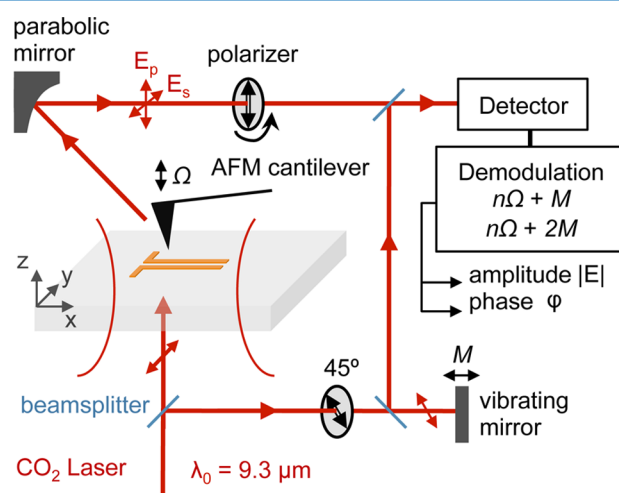 parabolic
mirror
Ep
Es
polarizer
Detector
Demodulation
nΩ + M
nΩ + 2M
Ω
AFM cantilever
z
y
x
amplitude |E|
phase φ
45º
M
beamsplitter
vibrating
mirror
CO2 Laser
λ0 = 9.3 μm